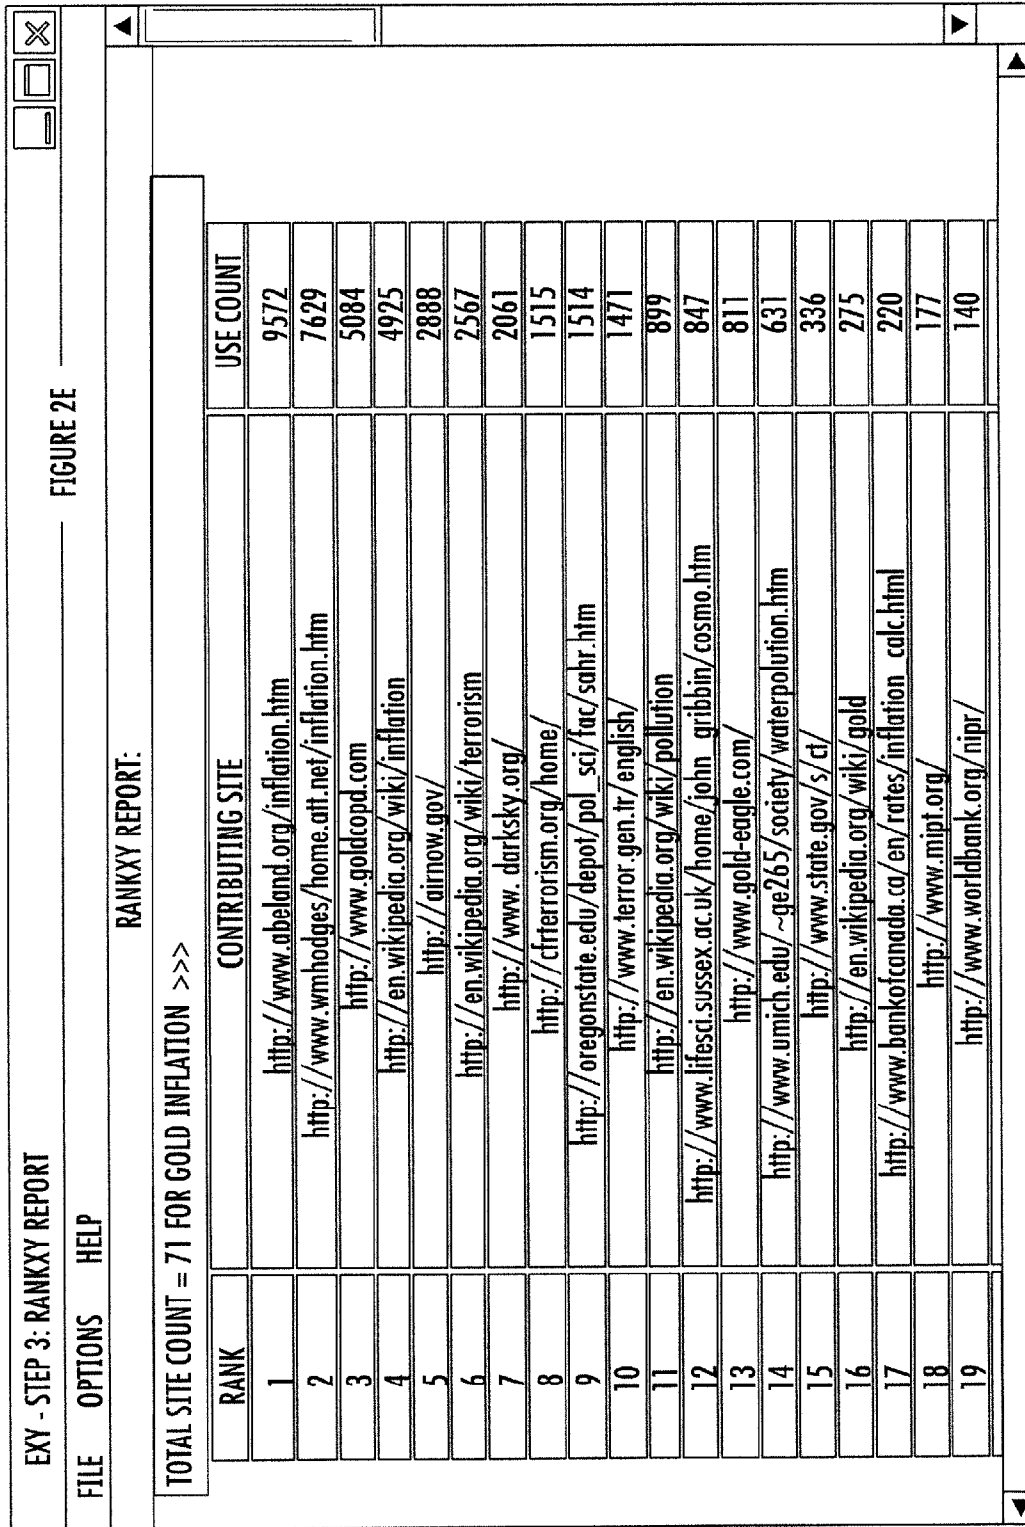 EXY - STEP 3: RANKXY REPORT
FIGURE 2E
FILE OPTIONS HELP
RANKXY REPORT:
TOTAL SITE COUNT = 71 FOR GOLD INFLATION >>>
RANK CONTRIBUTING SITE USE COUNT
1 http://www.abeland.org/inflation.htm 9572
2 http://www.wmhodges/home.att.net/inflation.htm 7629
3 http://www.goldcopd.com 5084
4 http://en.wikipedia.org/wiki/inflation 4925
5 http://airnow.gov/ 2888
6 http://en.wikipedia.org/wiki/terrorism 2567
7 http://www. darksky.org/ 2061
8 http://cfrterrorism.org/home/ 1515
9 http://oregonstate.edu/depot/pol_sci/fac/sahr.htm 1514
10 http://www.terror.gen.tr/english/ 1471
11 http://en.wikipedia.org/wiki/pollution 899
12 http://www.lifesci.sussex.ac.uk/home/john_gribbin/cosmo.htm 847
13 http://www.gold-eagle.com/ 811
14 http://www.umich.edu/~ge265/society/waterpolution.htm 631
15 http://www.state.gov/s/ct/ 336
16 http://en.wikipedia.org/wiki/gold 275
17 http://www.bankofcanada.ca/en/rates/inflation_calc.html 220
18 http://www.mipt.org/ 177
19 http://www.worldbank.org/nipr/ 140